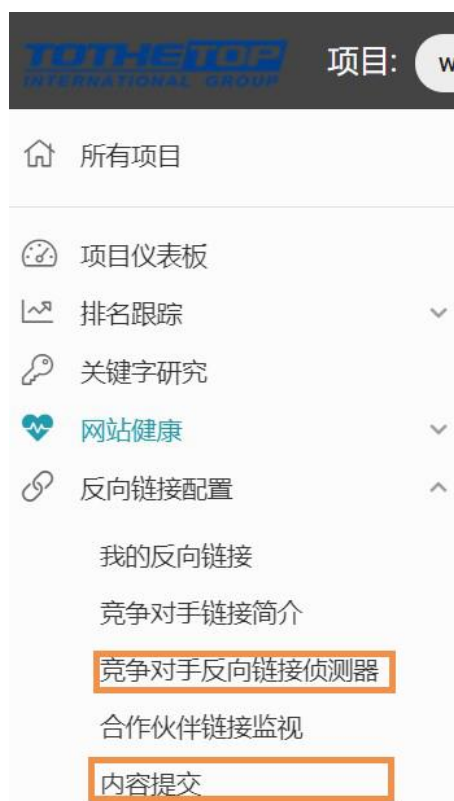 TOTHETOP
INTERNATIONAL GROUP
项目: w
所有项目
项目仪表板
排名跟踪
关键字研究
网站健康
反向链接配置
我的反向链接
竞争对手链接简介
竞争对手反向链接侦测器
合作伙伴链接监视
内容提交